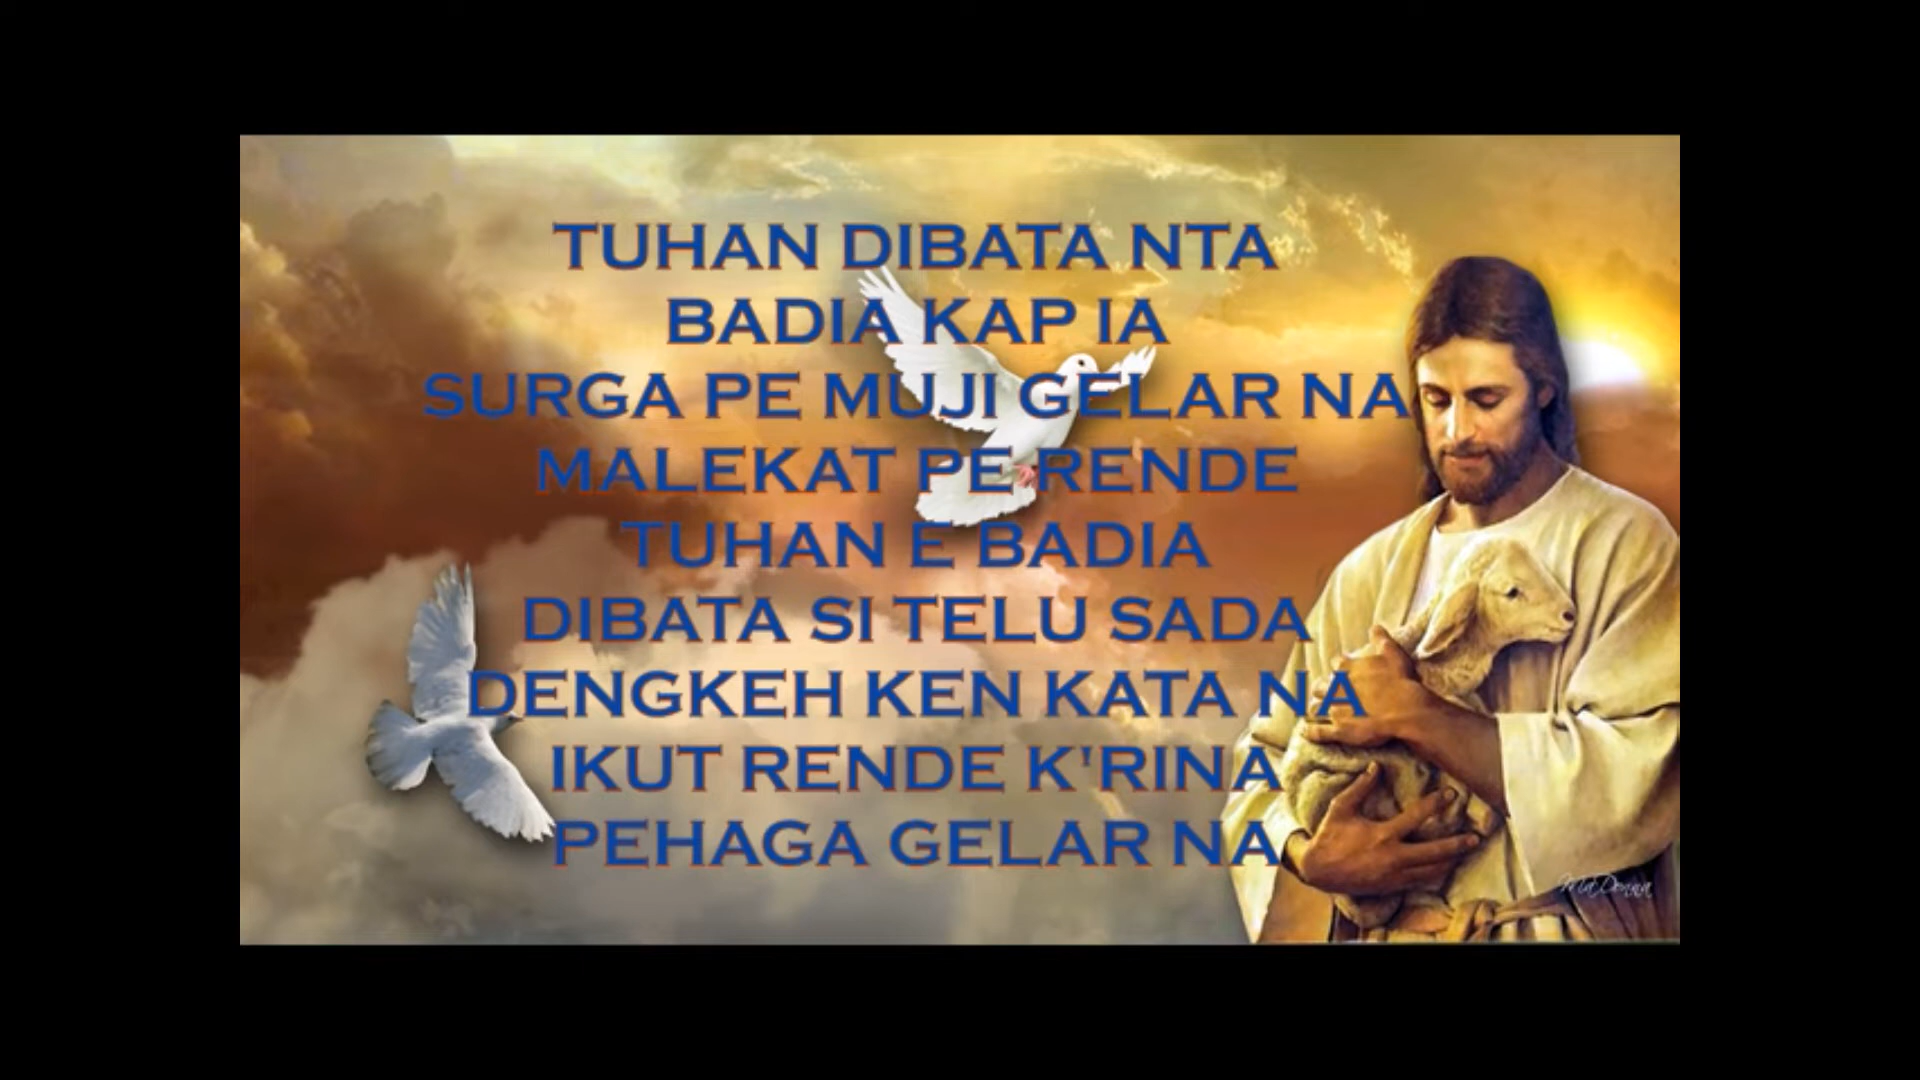 TUHAN DIBATA NTA
BADIA KAP IA
SURGA PE MUJI GELAR NA
MALEKAT PE RENDE
TUHAN E BADIA
DIBATA SI TELU SADA
DENGKEH KEN KATA NA
IKUT RENDE K'RINA
PEHAGA GELAR NA
MaDonna